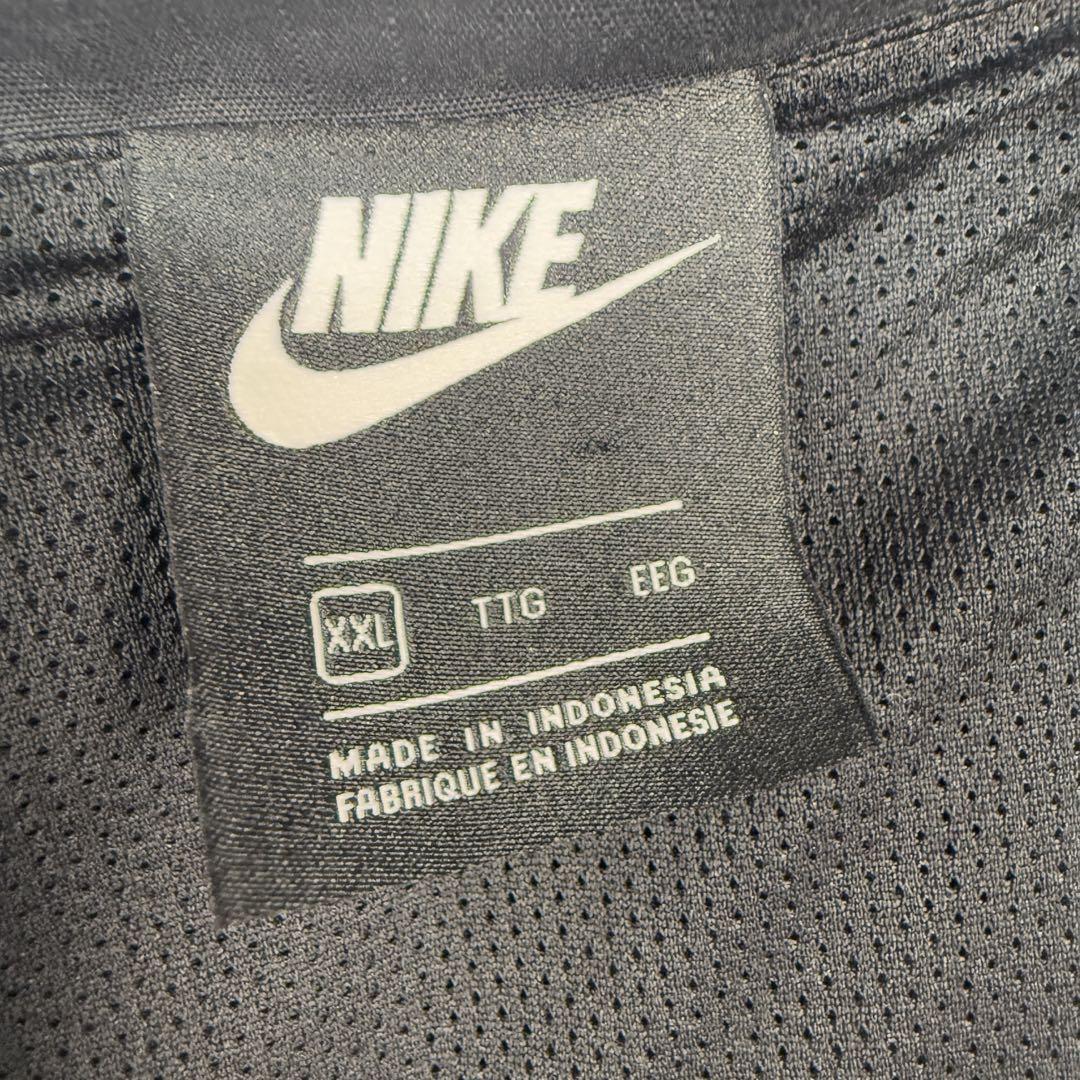 NIKE
XXL TTG EEG
MADE IN INDONESIA
FABRIQUE EN INDONESIE